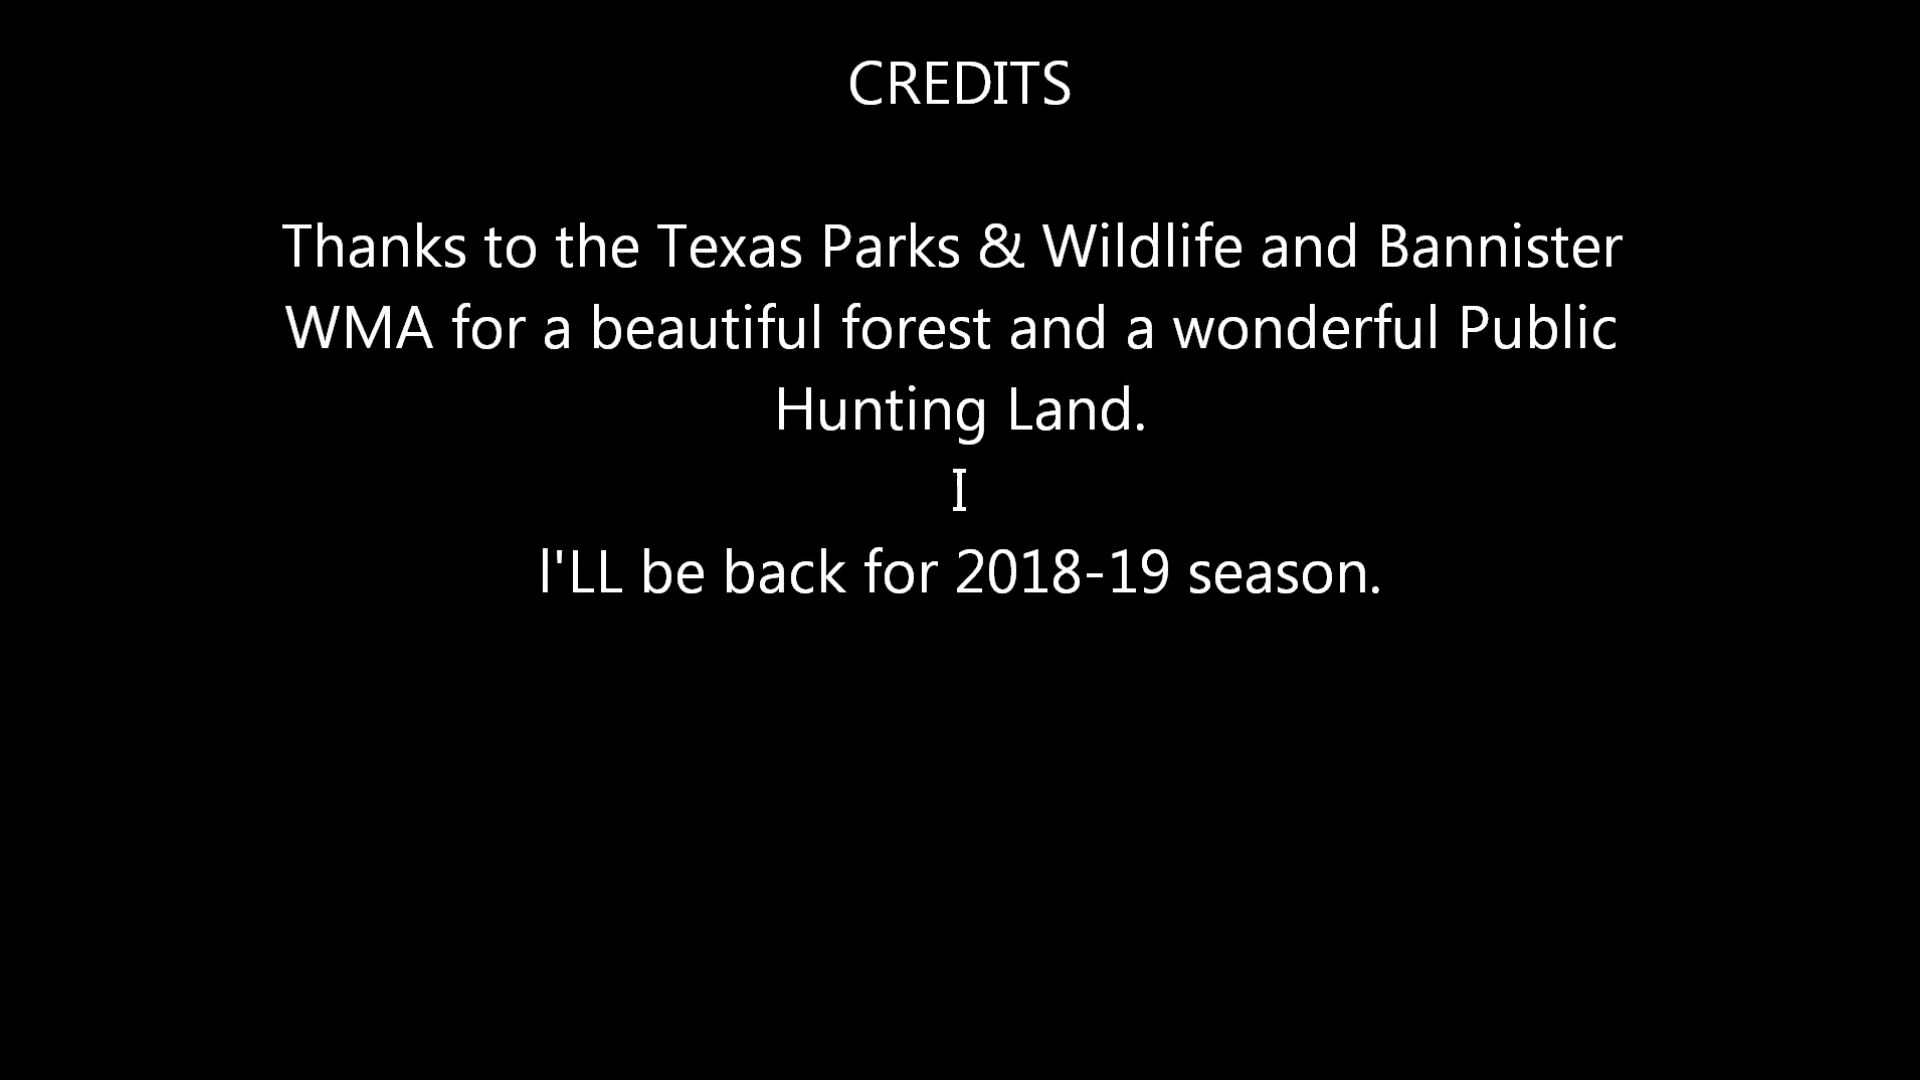 CREDITS
Thanks to the Texas Parks & Wildlife and Bannister
WMA for a beautiful forest and a wonderful Public
Hunting Land.
I
l'LL be back for 2018-19 season.